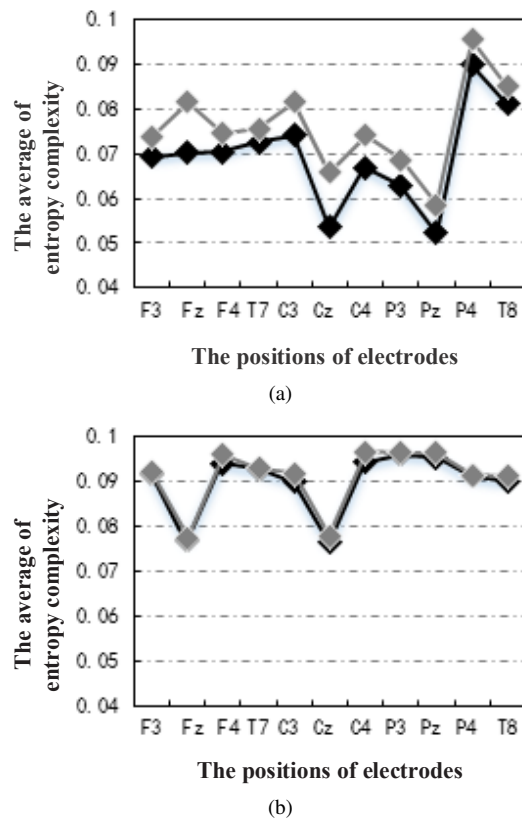 The average of
entropy complexity
0.1
0.09
0.08
0.07
0.06
0.05
0.04
F3 Fz F4 T7 C3 Cz C4 P3 Pz P4 T8
The positions of electrodes
(a)
The average of
entropy complexity
0.1
0.09
0.08
0.07
0.06
0.05
0.04
F3 Fz F4 T7 C3 Cz C4 P3 Pz P4 T8
The positions of electrodes
(b)